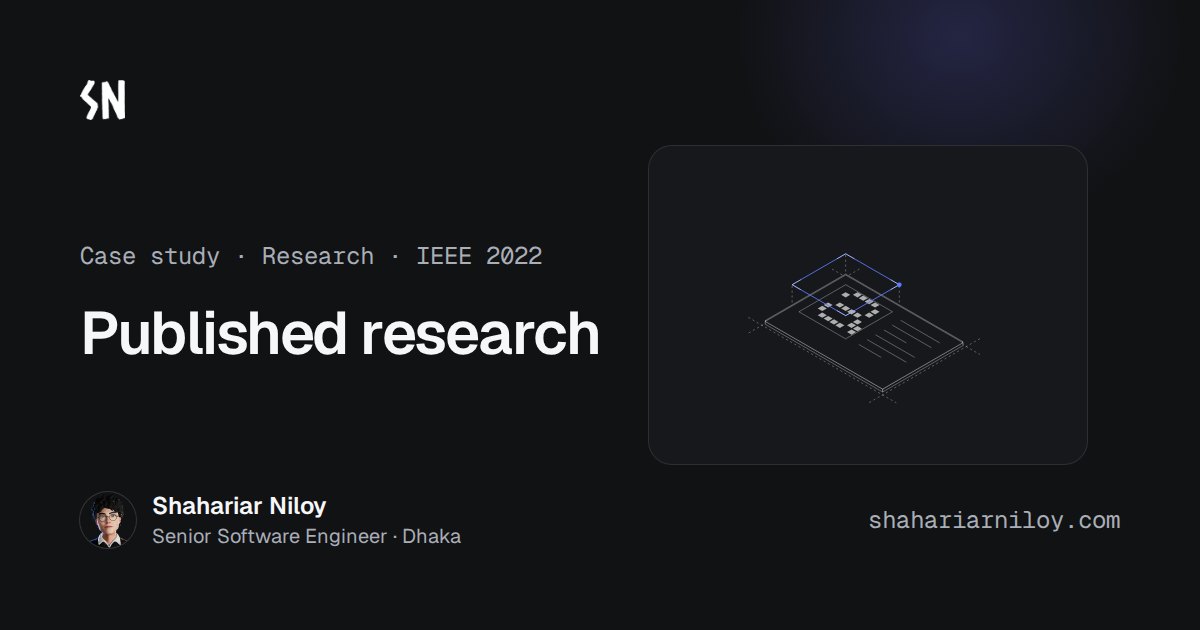 SN
Case study · Research · IEEE 2022
Published research
Shahariar Niloy
Senior Software Engineer · Dhaka
shahariarniloy.com